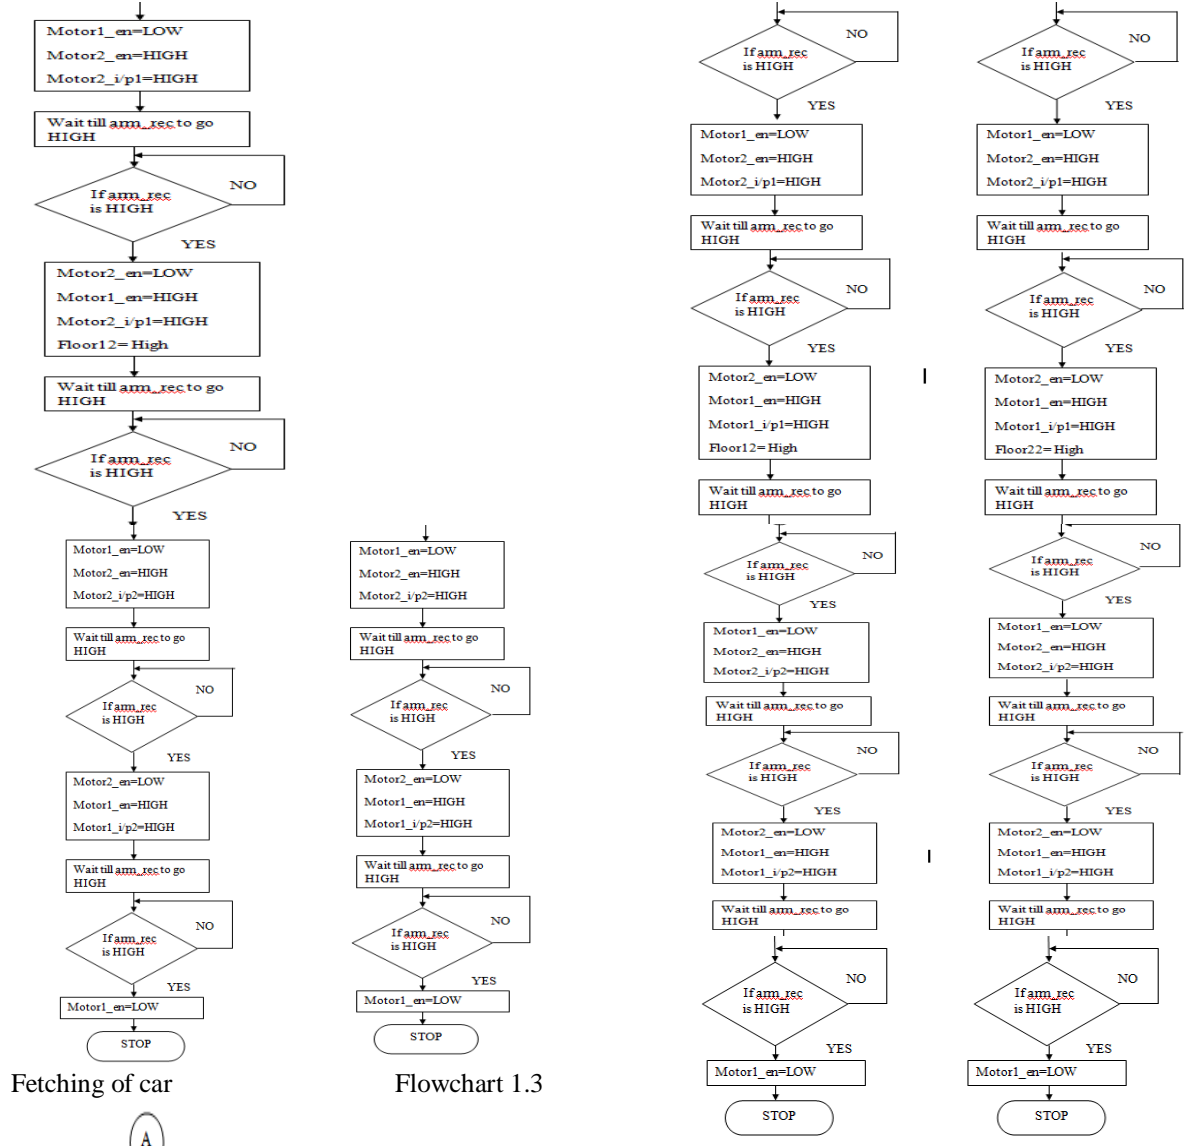 Motor1_en=LOW
Motor2_en=HIGH
Motor2_i/p1=HIGH
Wait till arm_rec to go
HIGH
NO
If arm_rec
is HIGH
YES
Motor2_en=LOW
Motor1_en=HIGH
Motor2_i/p1=HIGH
Floor12= High
Wait till arm_rec to go
HIGH
NO
If arm_rec
is HIGH
YES
Motor1_en=LOW
Motor2_en=HIGH
Motor2_i/p2=HIGH
Wait till arm_rec to go
HIGH
NO
If arm_rec
is HIGH
YES
Motor2_en=LOW
Motor1_en=HIGH
Motor1_i/p2=HIGH
Wait till arm_rec to go
HIGH
NO
If arm_rec
is HIGH
YES
Motor1_en=LOW
STOP
Fetching of car
A
Motor1_en=LOW
Motor2_en=HIGH
Motor2_i/p2=HIGH
Wait till arm_rec to go
HIGH
NO
If arm_rec
is HIGH
YES
Motor2_en=LOW
Motor1_en=HIGH
Motor1_i/p2=HIGH
Wait till arm_rec to go
HIGH
NO
If arm_rec
is HIGH
YES
Motor1_en=LOW
STOP
Flowchart 1.3
NO
If arm_rec
is HIGH
YES
Motor1_en=LOW
Motor2_en=HIGH
Motor2_i/p1=HIGH
Wait till arm_rec to go
HIGH
NO
If arm_rec
is HIGH
YES
Motor2_en=LOW
Motor1_en=HIGH
Motor1_i/p1=HIGH
Floor12= High
Wait till arm_rec to go
HIGH
NO
If arm_rec
is HIGH
YES
Motor1_en=LOW
Motor2_en=HIGH
Motor2_i/p2=HIGH
Wait till arm_rec to go
HIGH
NO
If arm_rec
is HIGH
YES
Motor2_en=LOW
Motor1_en=HIGH
Motor1_i/p2=HIGH
Wait till arm_rec to go
HIGH
NO
If arm_rec
is HIGH
YES
Motor1_en=LOW
STOP
NO
If arm_rec
is HIGH
YES
Motor1_en=LOW
Motor2_en=HIGH
Motor2_i/p1=HIGH
Wait till arm_rec to go
HIGH
NO
If arm_rec
is HIGH
YES
Motor2_en=LOW
Motor1_en=HIGH
Motor1_i/p1=HIGH
Floor22= High
Wait till arm_rec to go
HIGH
NO
If arm_rec
is HIGH
YES
Motor1_en=LOW
Motor2_en=HIGH
Motor2_i/p2=HIGH
Wait till arm_rec to go
HIGH
NO
If arm_rec
is HIGH
YES
Motor2_en=LOW
Motor1_en=HIGH
Motor1_i/p2=HIGH
Wait till arm_rec to go
HIGH
NO
If arm_rec
is HIGH
YES
Motor1_en=LOW
STOP